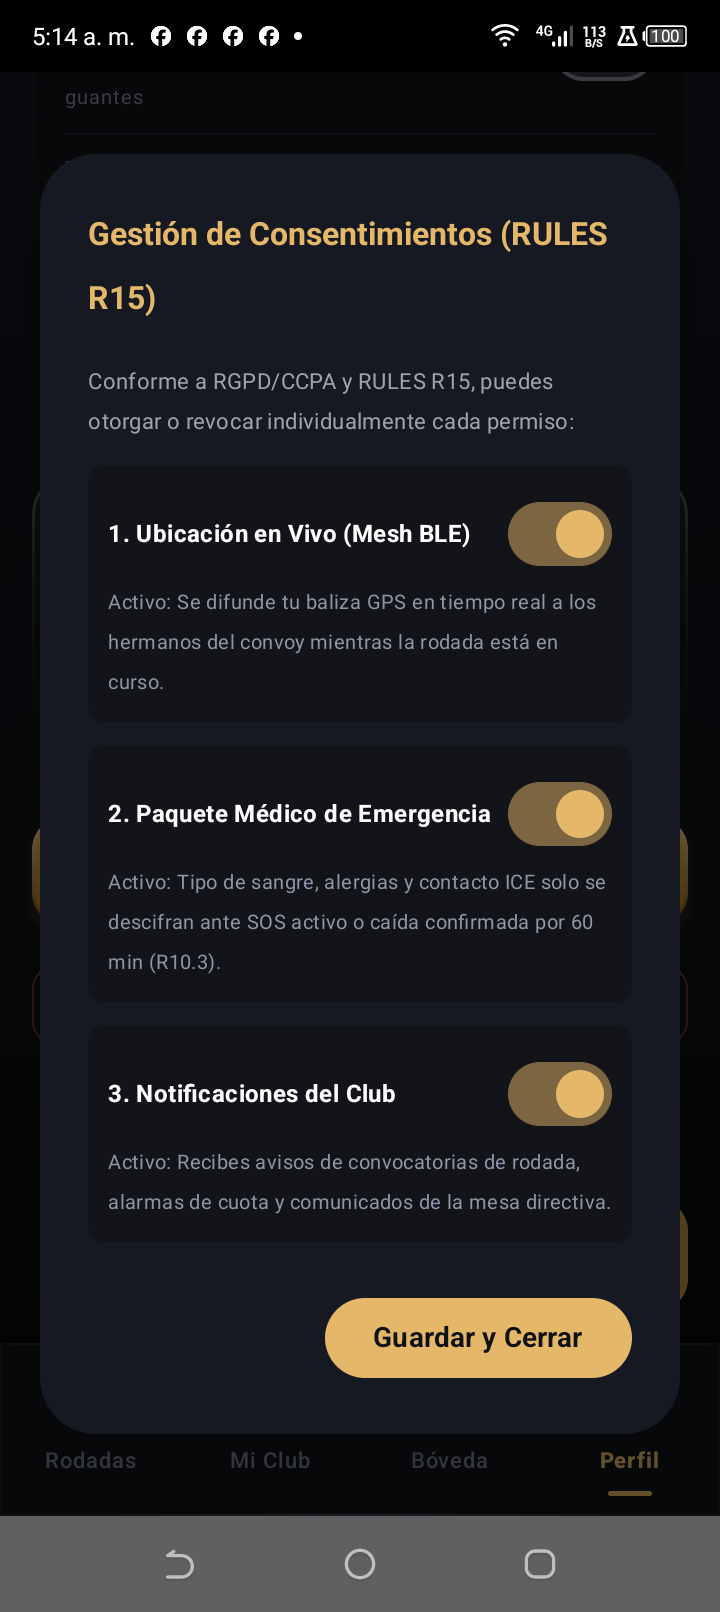 5:14 a. m.
4G 113 B/S 100
guantes
Gestión de Consentimientos (RULES
R15)
Conforme a RGPD/CCPA y RULES R15, puedes
otorgar o revocar individualmente cada permiso:
1. Ubicación en Vivo (Mesh BLE)
Activo: Se difunde tu baliza GPS en tiempo real a los
hermanos del convoy mientras la rodada está en
curso.
2. Paquete Médico de Emergencia
Activo: Tipo de sangre, alergias y contacto ICE solo se
descifran ante SOS activo o caída confirmada por 60
min (R10.3).
3. Notificaciones del Club
Activo: Recibes avisos de convocatorias de rodada,
alarmas de cuota y comunicados de la mesa directiva.
Guardar y Cerrar
Rodadas Mi Club Bóveda Perfil